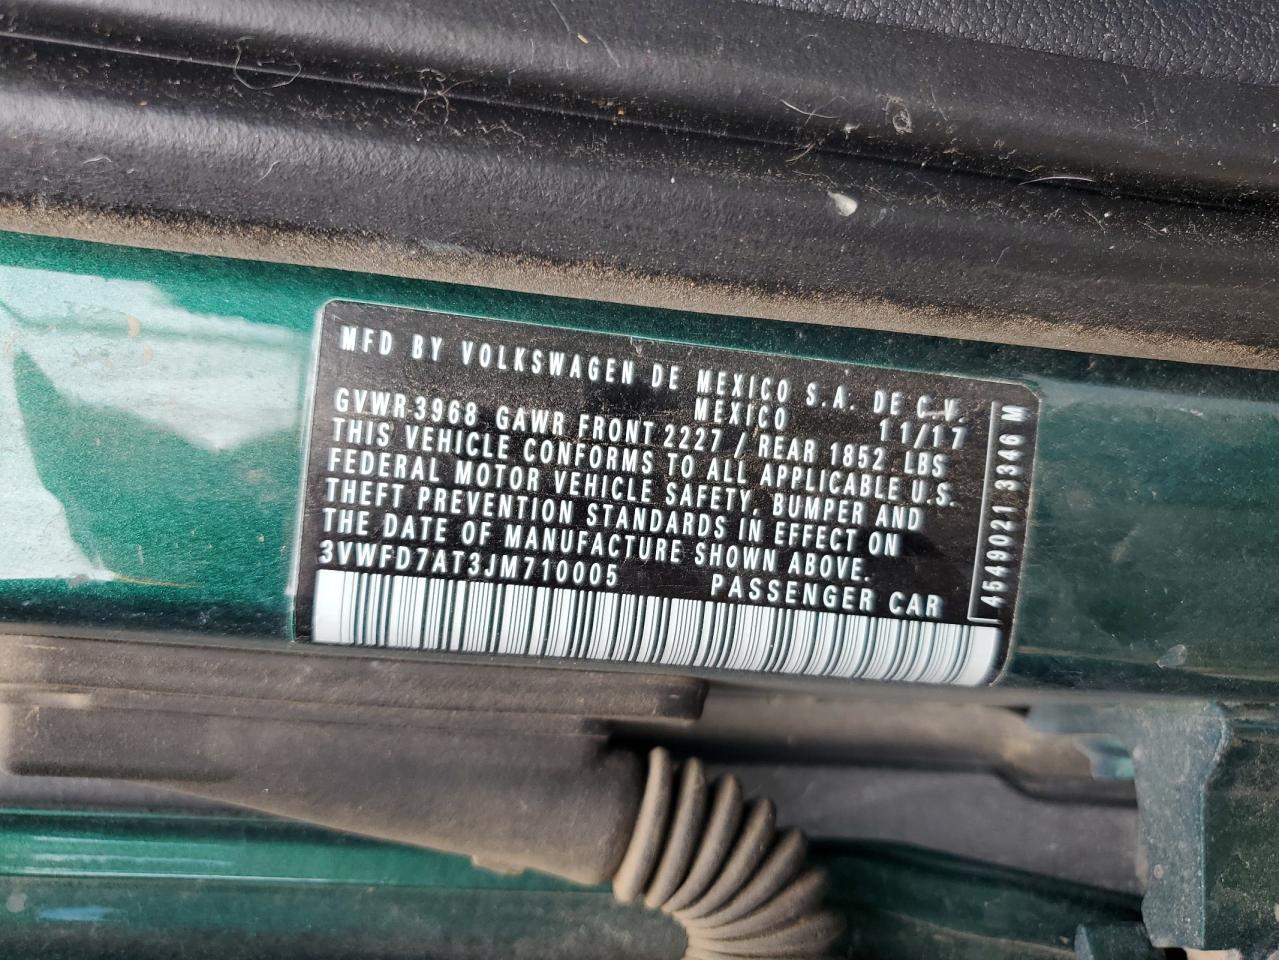 MFD BY VOLKSWAGEN DE MEXICO S.A. DE C.V.
MEXICO 11/17
GVWR 3968 GAWR FRONT 2227 / REAR 1852 LBS
THIS VEHICLE CONFORMS TO ALL APPLICABLE U.S.
FEDERAL MOTOR VEHICLE SAFETY, BUMPER AND
THEFT PREVENTION STANDARDS IN EFFECT ON
THE DATE OF MANUFACTURE SHOWN ABOVE.
3VWFD7AT3JM710005 PASSENGER CAR
4549021 3346 M